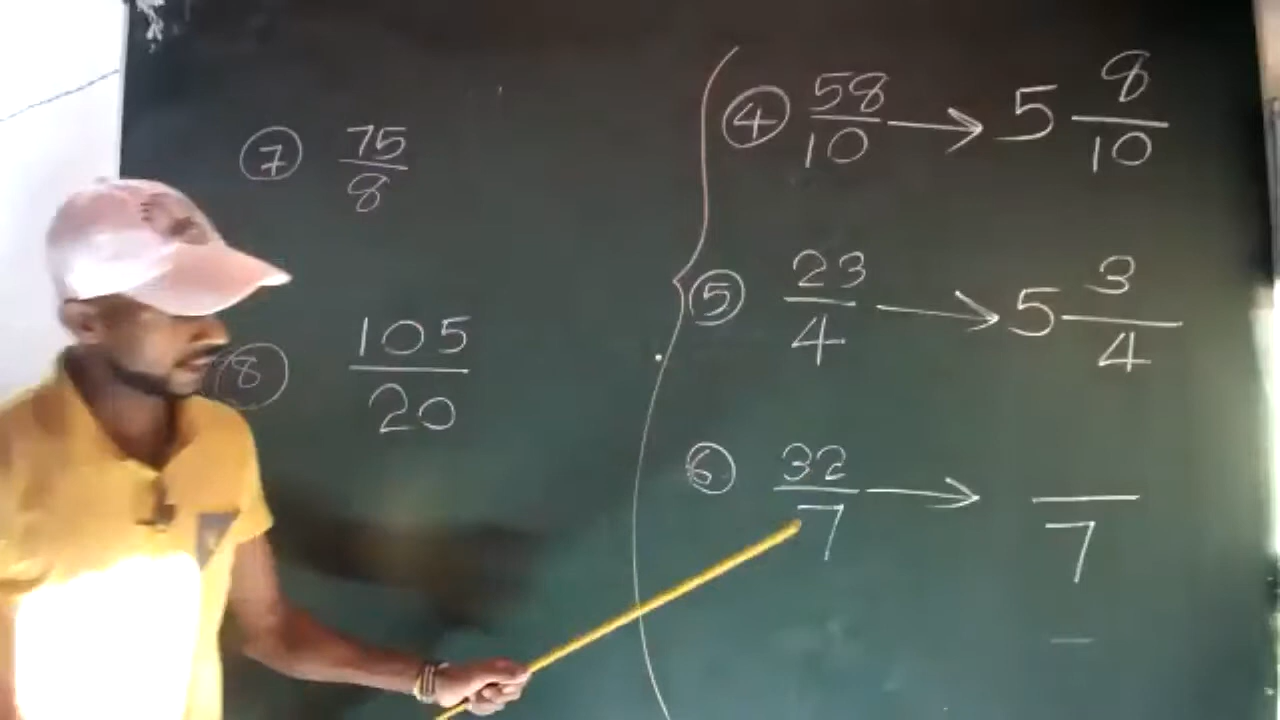 ⑦ 75/8
⑧ 105/20
④ 58/10 → 5 8/10
⑤ 23/4 → 5 3/4
⑥ 32/7 → /7